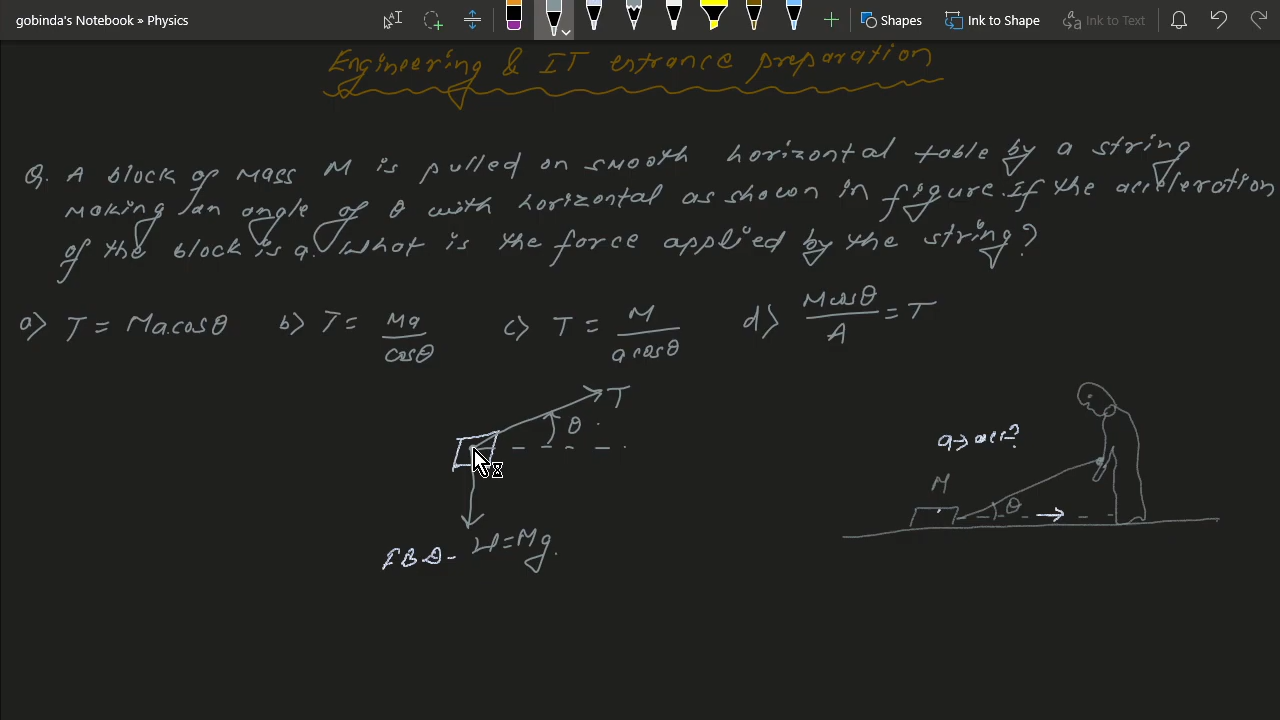 gobinda's Notebook » Physics
Shapes
Ink to Shape
Ink to Text
Engineering & IT entrance preparation
Q. A block of mass M is pulled on smooth horizontal table by a string
making an angle of θ with horizontal as shown in figure. If the acceleration
of the block is a. What is the force applied by the string?
a) T = Ma.cosθ b) T = Ma/cosθ c) T = M/a cosθ d) M cosθ/A = T
T
θ
a → acc?
M
θ
W = Mg.
FBD-